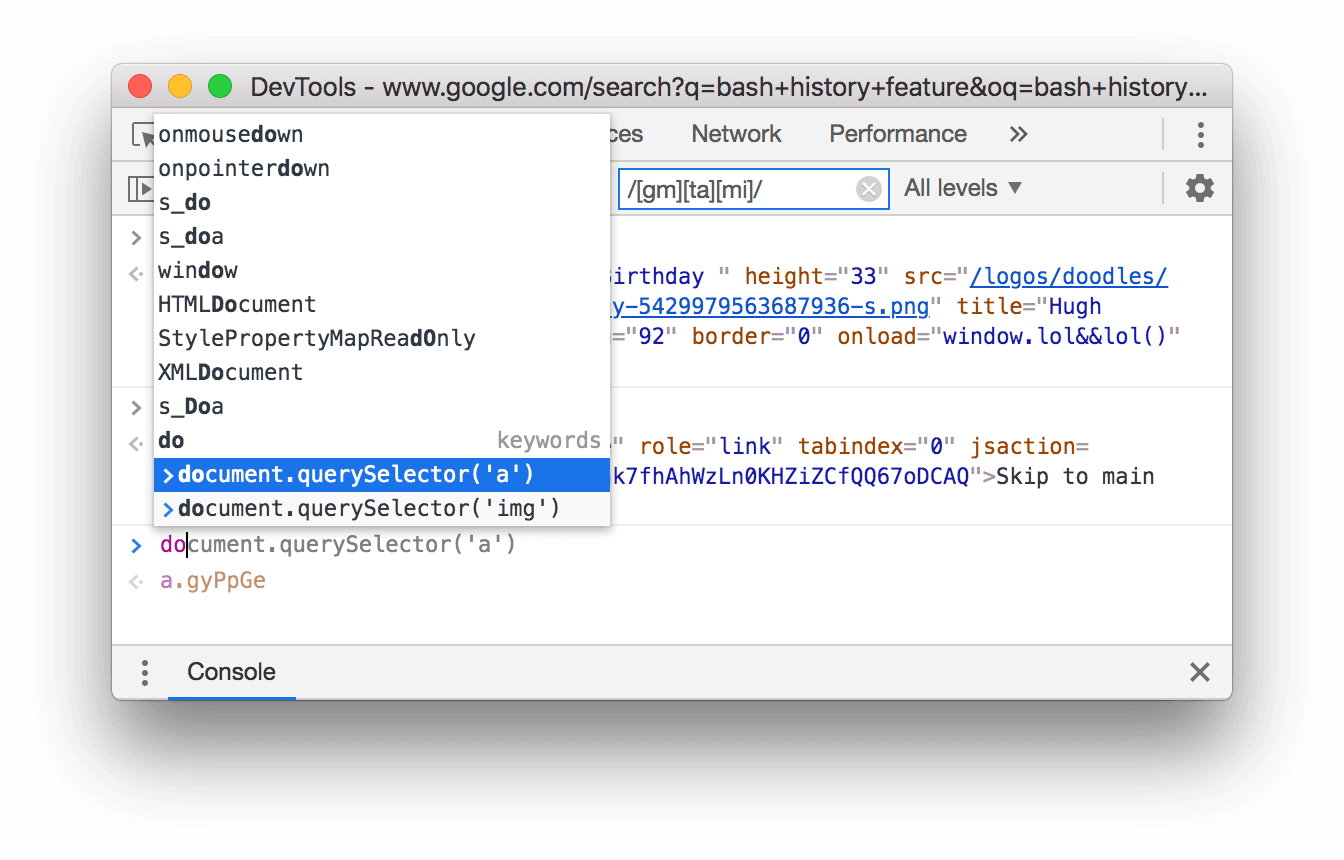 DevTools - www.google.com/search?q=bash+history+feature&oq=bash+history...
Network Performance
/[gm][ta][mi]/ All levels ▼
onmousedown
onpointerdown
s_do
s_doa
window
HTMLDocument
StylePropertyMapReadOnly
XMLDocument
s_Doa
do keywords
>document.querySelector('a')
>document.querySelector('img')
Birthday " height="33" src="/logos/doodles/
y-5429979563687936-s.png" title="Hugh
="92" border="0" onload="window.lol&&lol()"
" role="link" tabindex="0" jsaction=
k7fhAhWzLn0KHZiZCfQQ67oDCAQ">Skip to main
> document.querySelector('a')
a.gyPpGe
Console